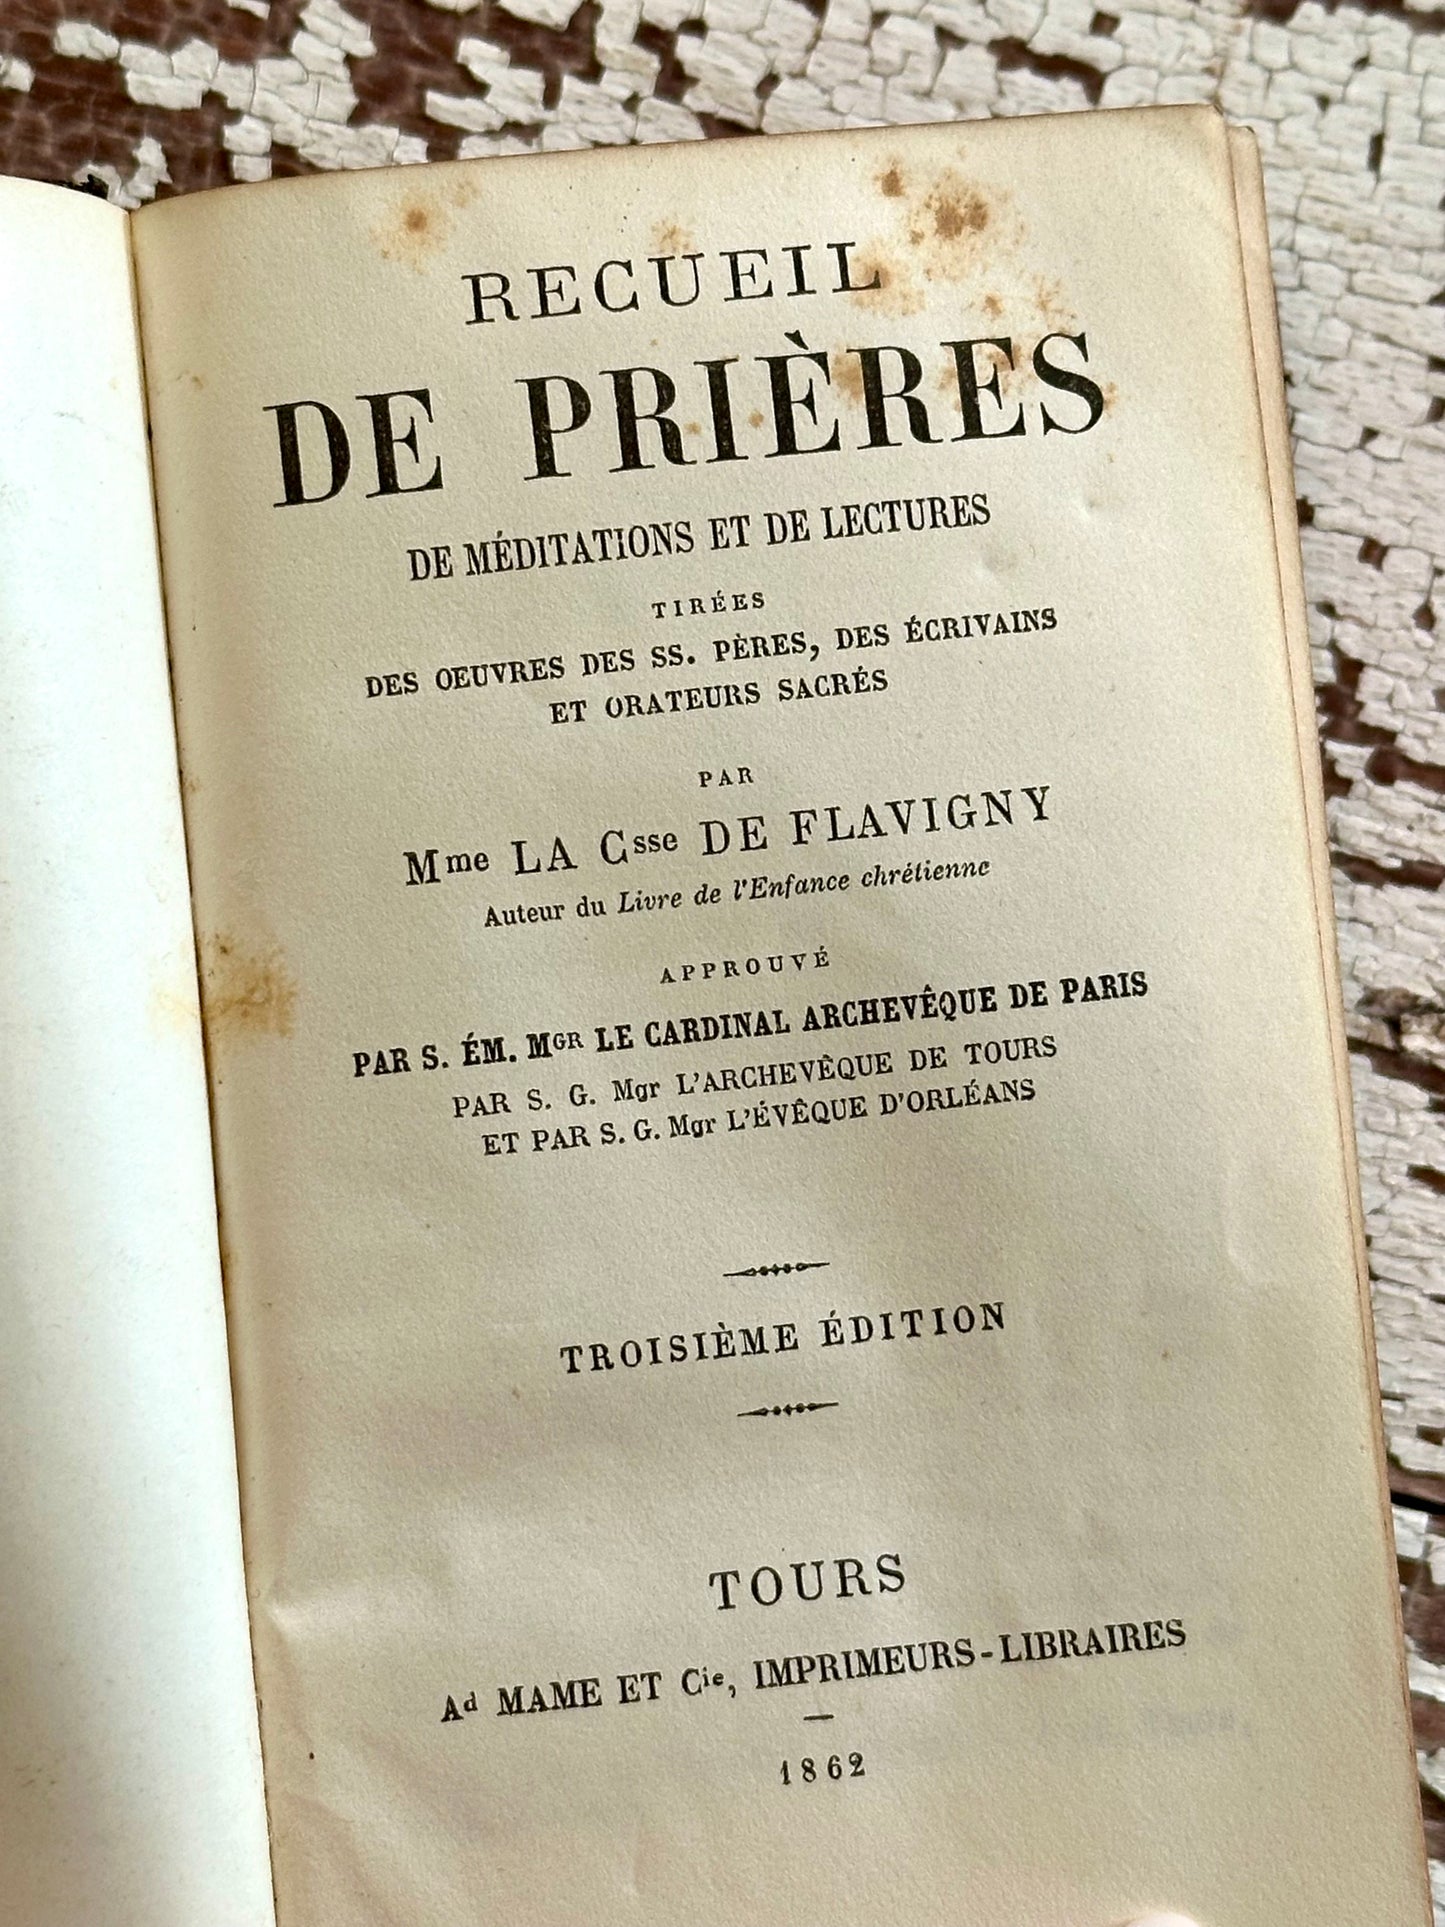 RECUEIL
DE PRIÈRES
DE MÉDITATIONS ET DE LECTURES
TIRÉES
DES OEUVRES DES SS. PÈRES, DES ÉCRIVAINS
ET ORATEURS SACRÉS
PAR
Mme LA Csse DE FLAVIGNY
Auteur du Livre de l'Enfance chrétienne
APPROUVÉ
PAR S. ÉM. MGR LE CARDINAL ARCHEVÊQUE DE PARIS
PAR S. G. Mgr L'ARCHEVÊQUE DE TOURS
ET PAR S. G. Mgr L'ÉVÊQUE D'ORLÉANS
TROISIÈME ÉDITION
TOURS
Ad MAME ET Cie, IMPRIMEURS-LIBRAIRES
1862